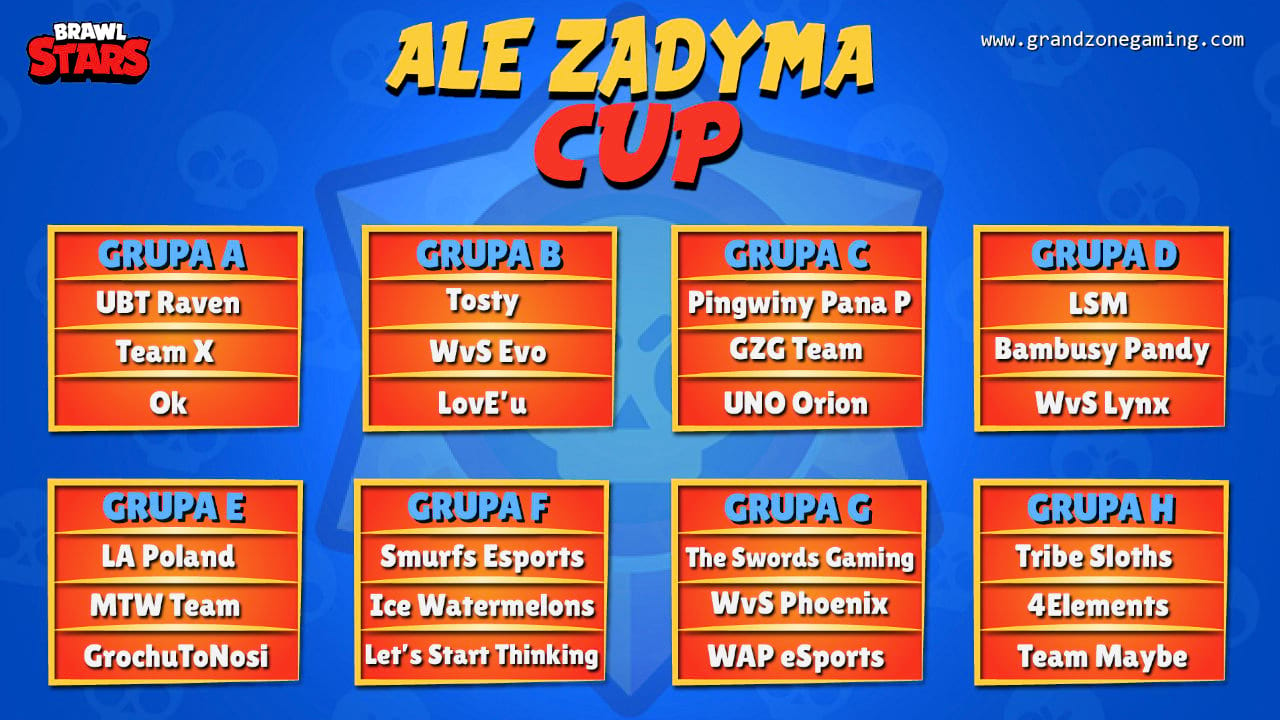 BRAWL
STARS
ALE ZADYMA
CUP
www.grandzonegaming.com
GRUPA A
UBT Raven
Team X
Ok
GRUPA B
Tosty
WvS Evo
LovE'u
GRUPA C
Pingwiny Pana P
GZG Team
UNO Orion
GRUPA D
LSM
Bambusy Pandy
WvS Lynx
GRUPA E
LA Poland
MTW Team
GrochuToNosi
GRUPA F
Smurfs Esports
Ice Watermelons
Let's Start Thinking
GRUPA G
The Swords Gaming
WvS Phoenix
WAP eSports
GRUPA H
Tribe Sloths
4Elements
Team Maybe